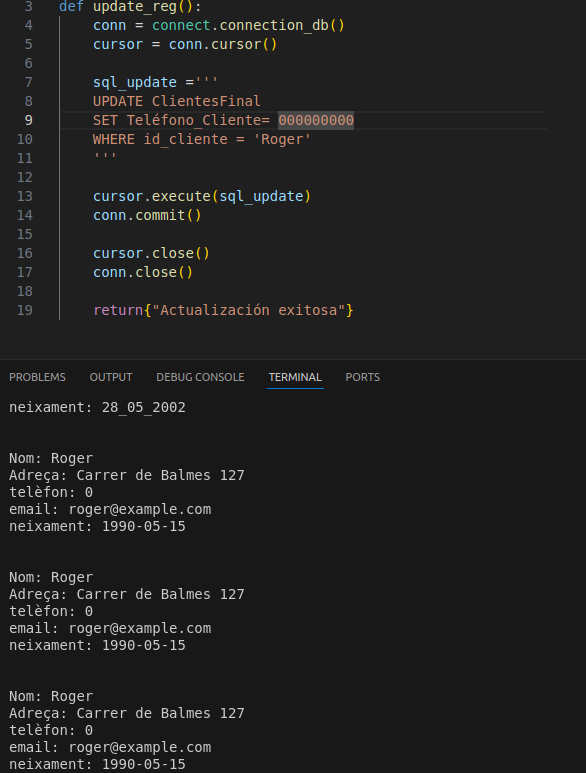 3 def update_reg():
4 conn = connect.connection_db()
5 cursor = conn.cursor()
6
7 sql_update ='''
8 UPDATE ClientesFinal
9 SET Teléfono_Cliente= 000000000
10 WHERE id_cliente = 'Roger'
11 '''
12
13 cursor.execute(sql_update)
14 conn.commit()
15
16 cursor.close()
17 conn.close()
18
19 return{"Actualización exitosa"}
PROBLEMS OUTPUT DEBUG CONSOLE TERMINAL PORTS
neixament: 28_05_2002
Nom: Roger
Adreça: Carrer de Balmes 127
telèfon: 0
email: roger@example.com
neixament: 1990-05-15
Nom: Roger
Adreça: Carrer de Balmes 127
telèfon: 0
email: roger@example.com
neixament: 1990-05-15
Nom: Roger
Adreça: Carrer de Balmes 127
telèfon: 0
email: roger@example.com
neixament: 1990-05-15